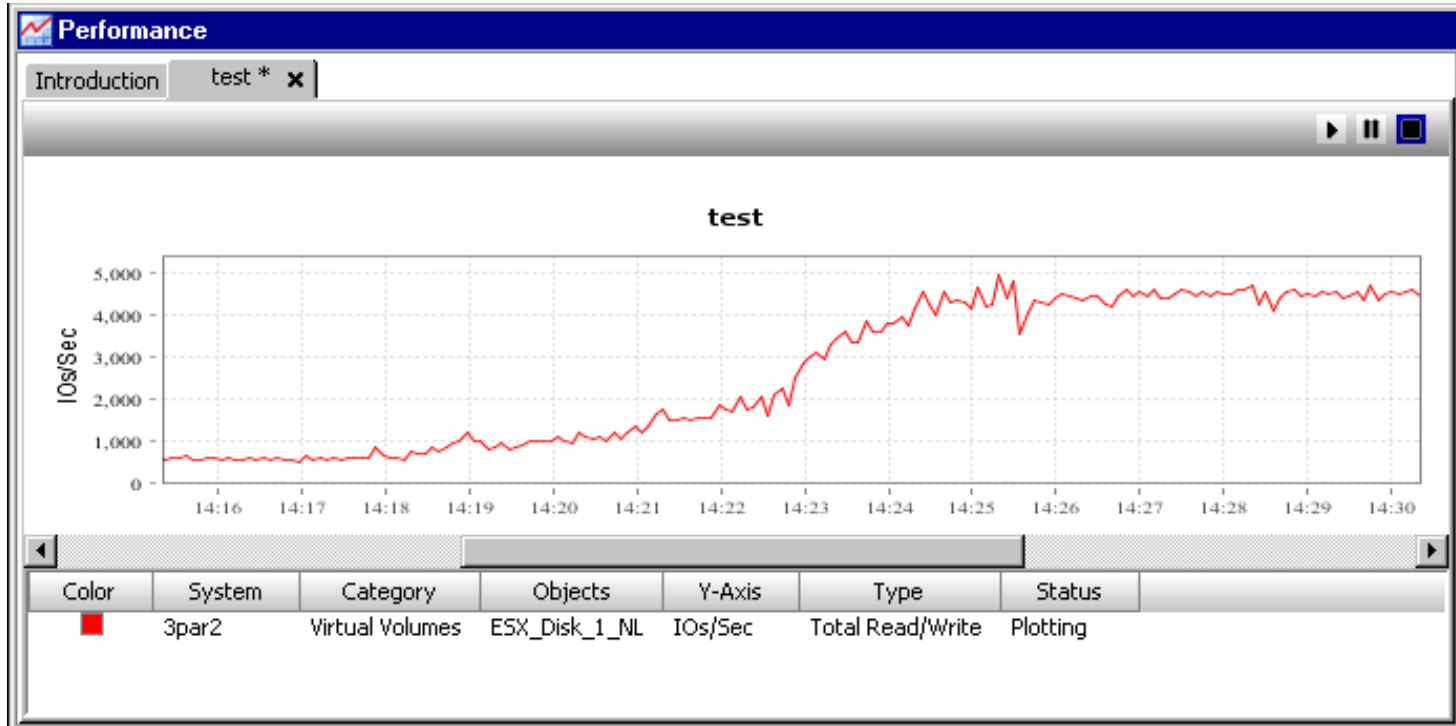 Performance
Introduction test *
test
IOs/Sec
5,000
4,000
3,000
2,000
1,000
0
14:16 14:17 14:18 14:19 14:20 14:21 14:22 14:23 14:24 14:25 14:26 14:27 14:28 14:29 14:30
Color System Category Objects Y-Axis Type Status
3par2 Virtual Volumes ESX_Disk_1_NL IOs/Sec Total Read/Write Plotting